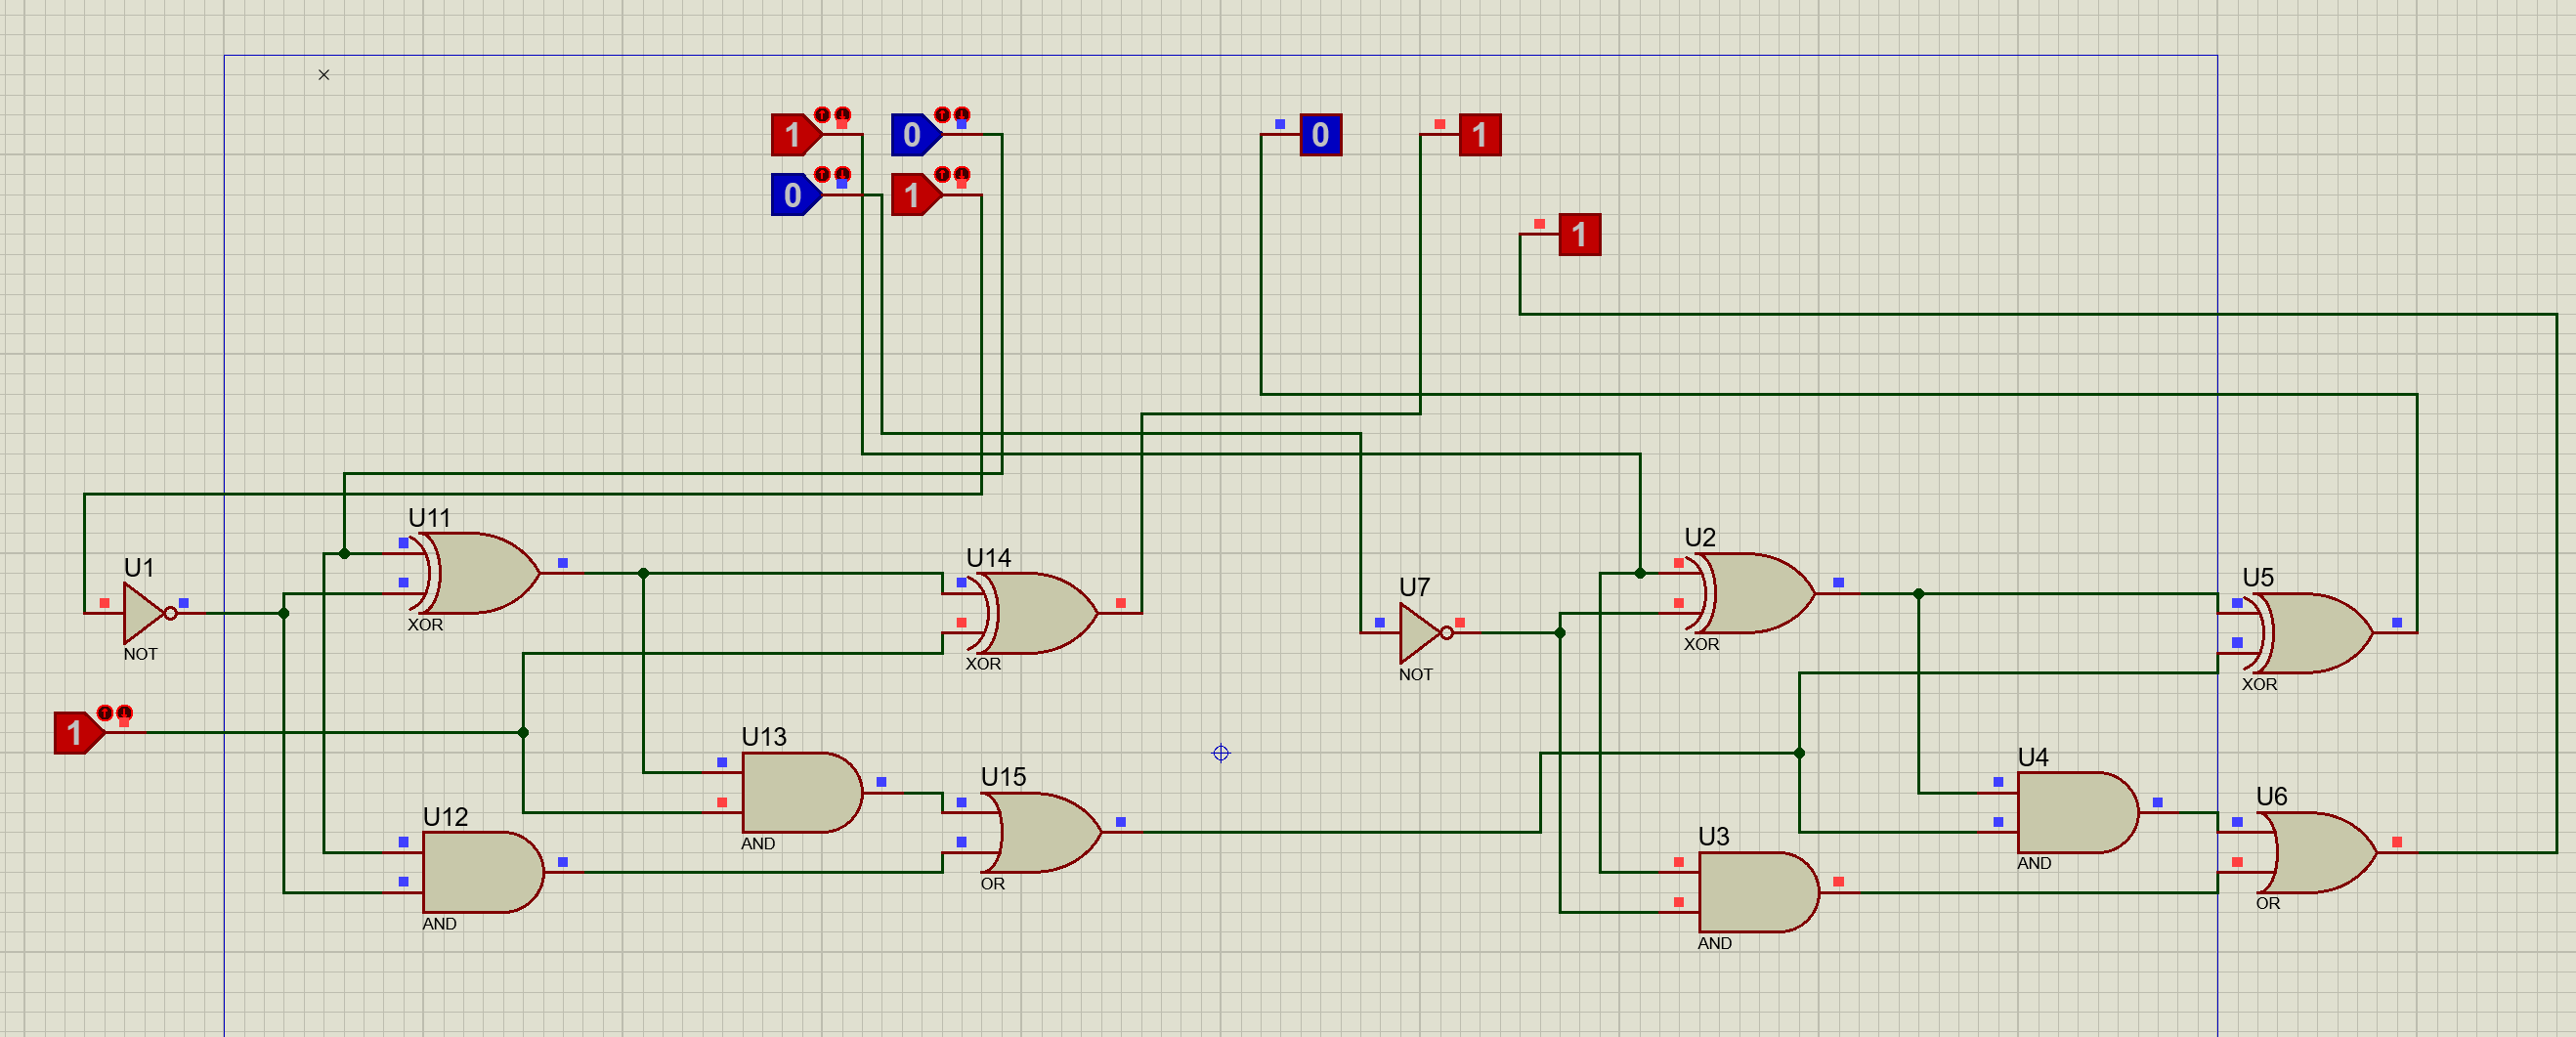 1 0
0 1
0 1
1
U11
XOR
U1
NOT
U14
XOR
U7
NOT
U2
XOR
U5
XOR
1
U13
AND
U15
OR
U12
AND
U4
AND
U6
OR
U3
AND